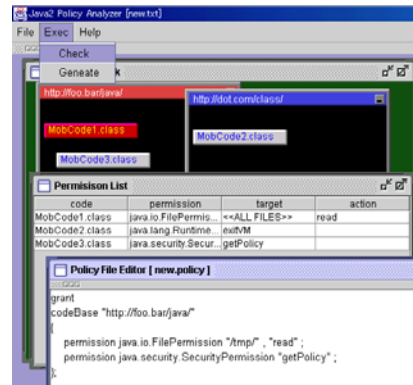 Java2 Policy Analyzer [new.txt]
File Exec Help
Check
Geneate
k
http://foo.bar/java/
http://dot.com/class/
MobCode1.class
MobCode2.class
MobCode3.class
Permisison List
code permission target action
MobCode1.class java.io.FilePermis... <<ALL FILES>> read
MobCode2.class java.lang.Runtime... exitVM
MobCode3.class java.security.Secur... getPolicy
Policy File Editor [ new.policy ]
grant
codeBase "http://foo.bar/java/"
{
permission java.io.FilePermission "/tmp/" , "read" ;
permission java.security.SecurityPermission "getPolicy" ;
};